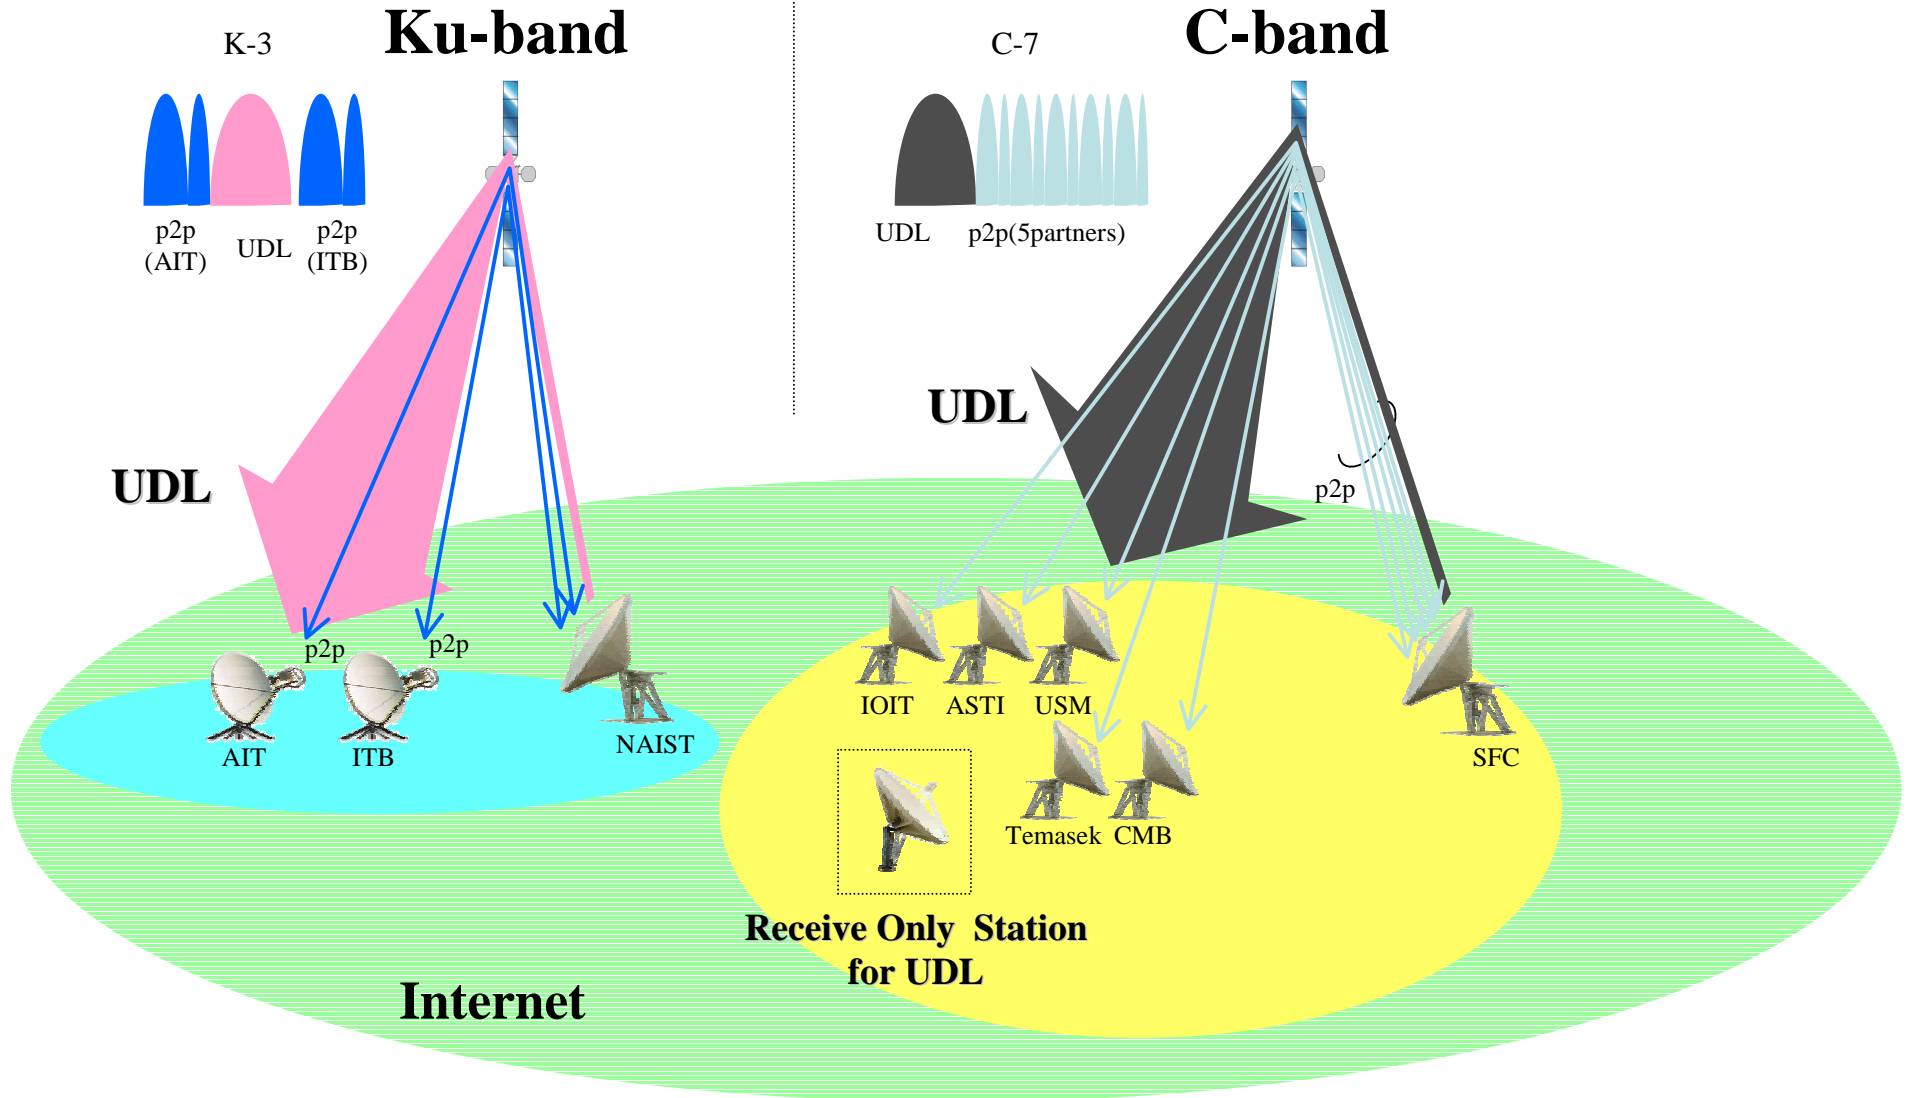 Ku-band
K-3
p2p
(AIT)
UDL
p2p
(ITB)
C-band
C-7
UDL
p2p(5partners)
UDL
UDL
p2p
p2p
p2p
AIT
ITB
NAIST
IOIT
ASTI
USM
SFC
Temasek
CMB
Receive Only  Station
for UDL
Internet